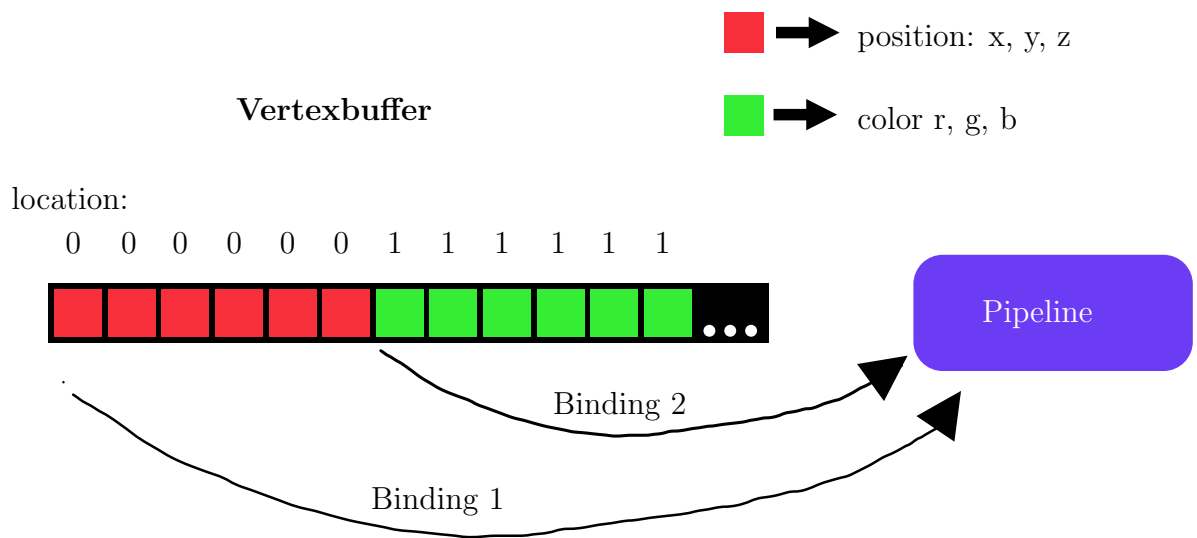 position: x, y, z
Vertexbuffer
color r, g, b
location:
0 0 0 0 0 0 1 1 1 1 1 1
Pipeline
Binding 2
Binding 1